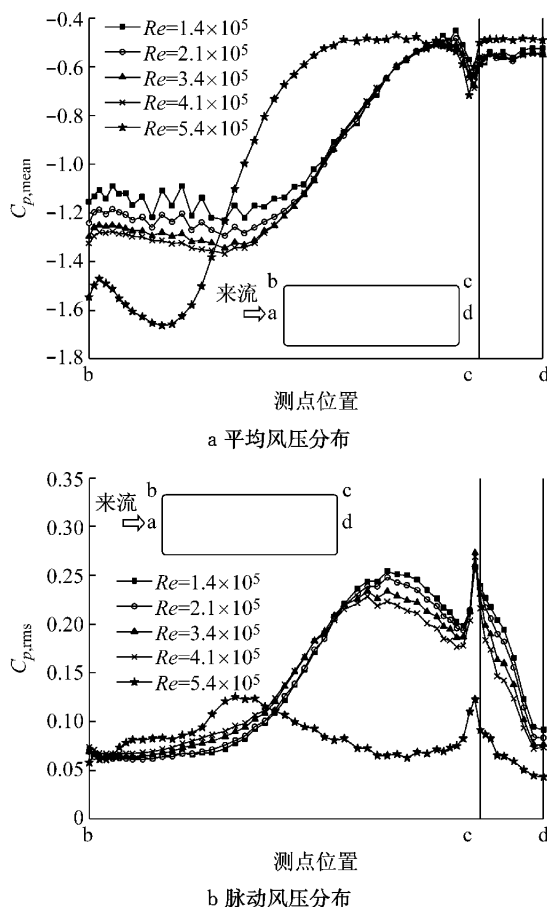 −0.4
−0.6
−0.8
−1.0
−1.2
−1.4
−1.6
−1.8
Cp,mean
Re=1.4×10⁵
Re=2.1×10⁵
Re=3.4×10⁵
Re=4.1×10⁵
Re=5.4×10⁵
来流
b c
a d
b c d
测点位置
a 平均风压分布
0.35
0.30
0.25
0.20
0.15
0.10
0.05
0
Cp,rms
来流
b c
a d
Re=1.4×10⁵
Re=2.1×10⁵
Re=3.4×10⁵
Re=4.1×10⁵
Re=5.4×10⁵
b c d
测点位置
b 脉动风压分布